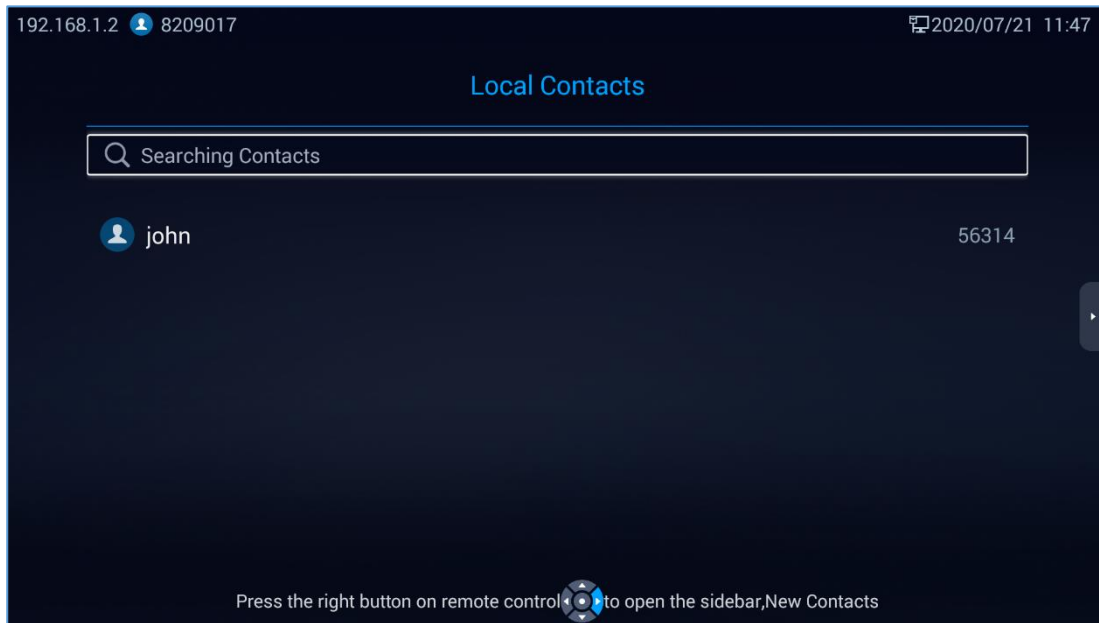 192.168.1.2 8209017 2020/07/21 11:47
Local Contacts
Searching Contacts
john 56314
Press the right button on remote control to open the sidebar,New Contacts